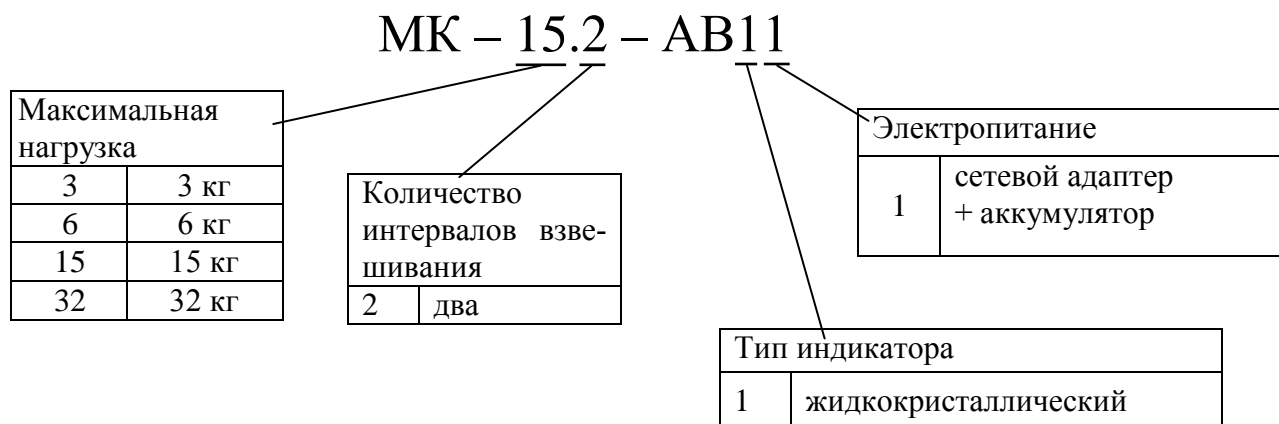 МК – 15.2 – АВ11
Максимальная
нагрузка
3 3 кг
6 6 кг
15 15 кг
32 32 кг
Количество
интервалов взве-
шивания
2 два
Электропитание
1 сетевой адаптер
+ аккумулятор
Тип индикатора
1 жидкокристаллический